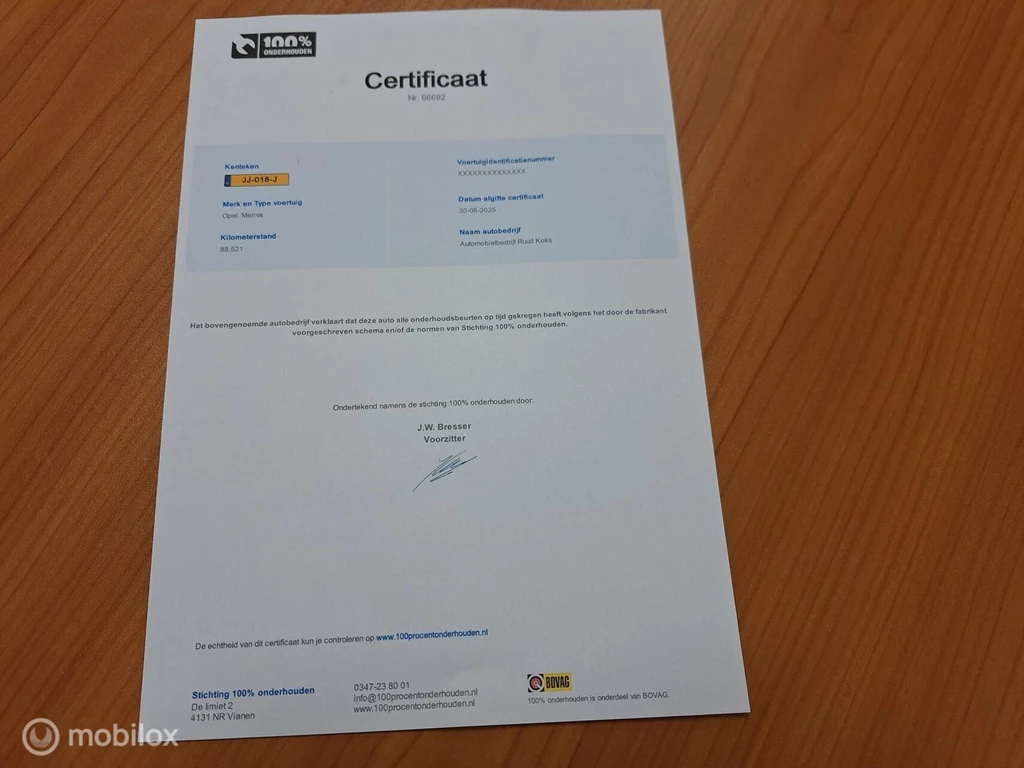 100%
ONDERHOUDEN
Certificaat
Nr. 66692
Kenteken
JJ-018-J
Merk en Type voertuig
Opel Meriva
Kilometerstand
88.521
Voertuigidentificatienummer
XXXXXXXXXXXXXX
Datum afgifte certificaat
30-06-2025
Naam autobedrijf
Automobielbedrijf Ruud Koks
Het bovengenoemde autobedrijf verklaart dat deze auto alle onderhoudsbeurten op tijd gekregen heeft volgens het door de fabrikant
voorgeschreven schema en/of de normen van Stichting 100% onderhouden.
Ondertekend namens de stichting 100% onderhouden door:
J.W. Bresser
Voorzitter
De echtheid van dit certificaat kun je controleren op www.100procentonderhouden.nl
Stichting 100% onderhouden
De limiet 2
4131 NR Vianen
0347-23 80 01
info@100procentonderhouden.nl
www.100procentonderhouden.nl
BOVAG
100% onderhouden is onderdeel van BOVAG.
mobilox